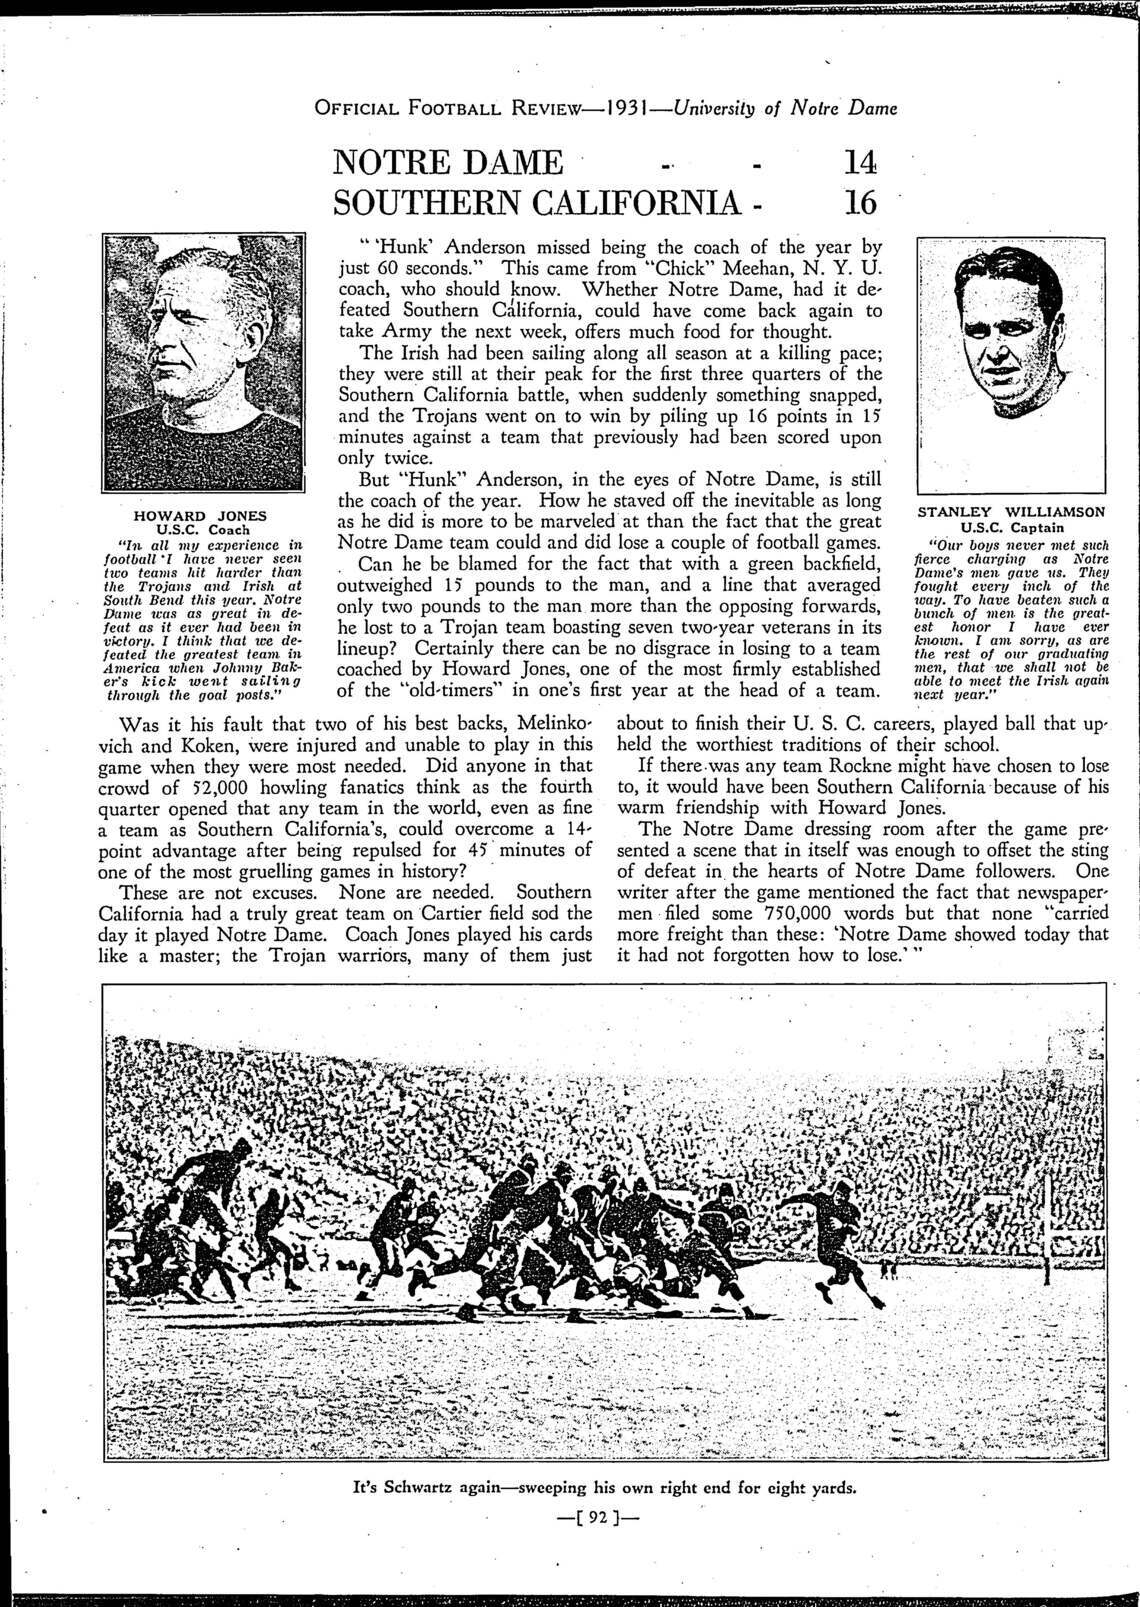 OFFICIAL FOOTBALL REVIEW—1931—University of Notre Dame
NOTRE DAME - - 14
SOUTHERN CALIFORNIA - 16
" 'Hunk' Anderson missed being the coach of the year by
just 60 seconds." This came from "Chick" Meehan, N. Y. U.
coach, who should know. Whether Notre Dame, had it de-
feated Southern California, could have come back again to
take Army the next week, offers much food for thought.
The Irish had been sailing along all season at a killing pace;
they were still at their peak for the first three quarters of the
Southern California battle, when suddenly something snapped,
and the Trojans went on to win by piling up 16 points in 15
minutes against a team that previously had been scored upon
only twice.
But "Hunk" Anderson, in the eyes of Notre Dame, is still
the coach of the year. How he staved off the inevitable as long
as he did is more to be marveled at than the fact that the great
Notre Dame team could and did lose a couple of football games.
Can he be blamed for the fact that with a green backfield,
outweighed 15 pounds to the man, and a line that averaged
only two pounds to the man more than the opposing forwards,
he lost to a Trojan team boasting seven two-year veterans in its
lineup? Certainly there can be no disgrace in losing to a team
coached by Howard Jones, one of the most firmly established
of the "old-timers" in one's first year at the head of a team.
HOWARD JONES
U.S.C. Coach
"In all my experience in
football I have never seen
two teams hit harder than
the Trojans and Irish at
South Bend this year. Notre
Dame was as great in de-
feat as it ever had been in
victory. I think that we de-
feated the greatest team in
America when Johnny Bak-
er's kick went sailing
through the goal posts."
STANLEY WILLIAMSON
U.S.C. Captain
"Our boys never met such
fierce charging as Notre
Dame's men gave us. They
fought every inch of the
way. To have beaten such a
bunch of men is the great-
est honor I have ever
known. I am sorry, as are
the rest of our graduating
men, that we shall not be
able to meet the Irish again
next year."
Was it his fault that two of his best backs, Melinko-
vich and Koken, were injured and unable to play in this
game when they were most needed. Did anyone in that
crowd of 52,000 howling fanatics think as the fourth
quarter opened that any team in the world, even as fine
a team as Southern California's, could overcome a 14-
point advantage after being repulsed for 45 minutes of
one of the most gruelling games in history?
These are not excuses. None are needed. Southern
California had a truly great team on Cartier field sod the
day it played Notre Dame. Coach Jones played his cards
like a master; the Trojan warriors, many of them just
about to finish their U. S. C. careers, played ball that up-
held the worthiest traditions of their school.
If there was any team Rockne might have chosen to lose
to, it would have been Southern California because of his
warm friendship with Howard Jones.
The Notre Dame dressing room after the game pre-
sented a scene that in itself was enough to offset the sting
of defeat in the hearts of Notre Dame followers. One
writer after the game mentioned the fact that newspaper-
men filed some 750,000 words but that none "carried
more freight than these: 'Notre Dame showed today that
it had not forgotten how to lose.' "
It's Schwartz again—sweeping his own right end for eight yards.
—[ 92 ]—